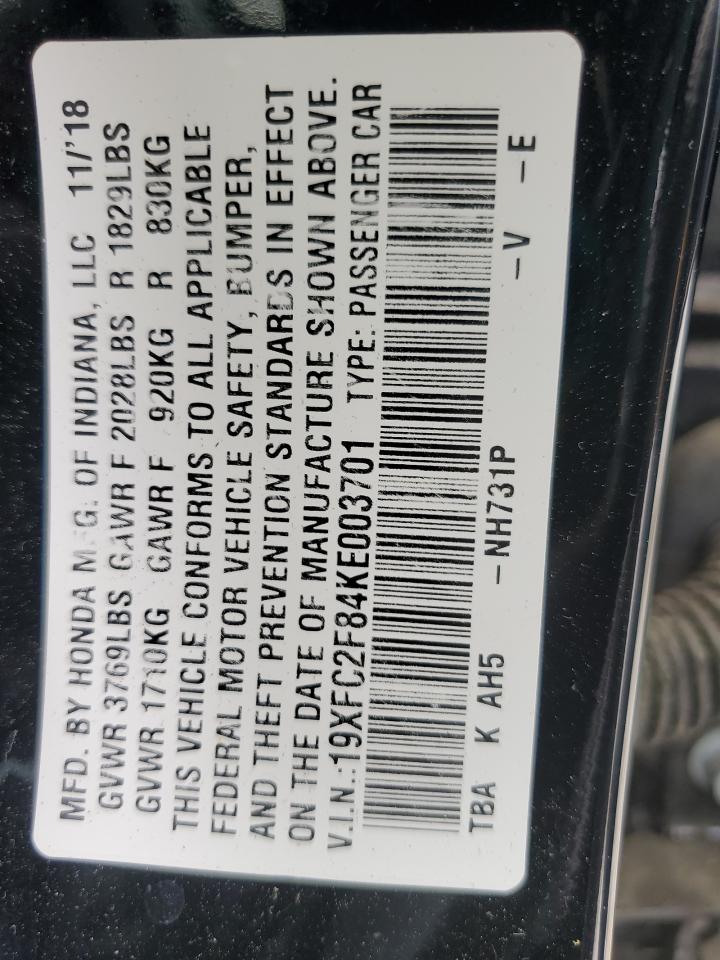 MFD. BY HONDA MFG. OF INDIANA, LLC 11/'18
GVWR 3769LBS GAWR F 2028LBS R 1829LBS
GVWR 1710KG GAWR F 920KG R 830KG
THIS VEHICLE CONFORMS TO ALL APPLICABLE
FEDERAL MOTOR VEHICLE SAFETY, BUMPER,
AND THEFT PREVENTION STANDARDS IN EFFECT
ON THE DATE OF MANUFACTURE SHOWN ABOVE.
V.I.N.:19XFC2F84KE003701 TYPE: PASSENGER CAR
TBA K AH5 -NH731P -V -E